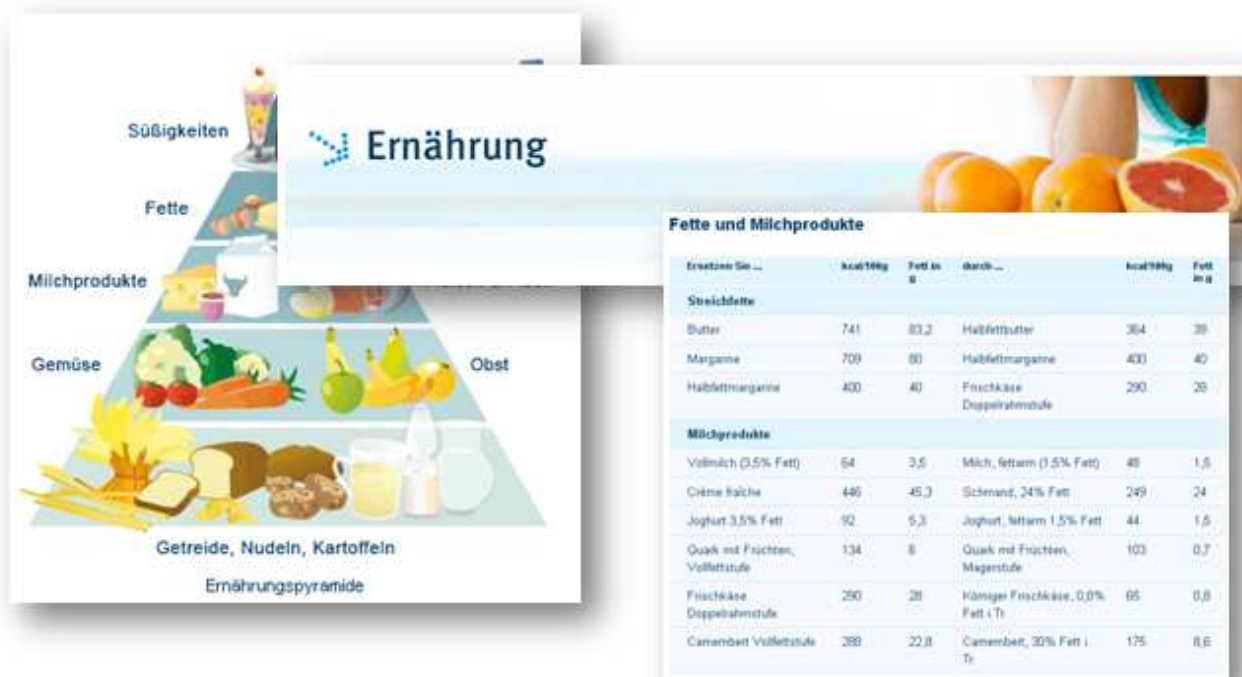 Süßigkeiten
Fette
Milchprodukte
Gemüse
Obst
Getreide, Nudeln, Kartoffeln
Ernährungspyramide
Ernährung
Fette und Milchprodukte
Ersetzen Sie ... kcal/100g Fett in g durch ... kcal/100g Fett in g
Streichfette
Butter 741 83,2 Halbfettbutter 364 39
Margarine 709 80 Halbfettmargarine 400 40
Halbfettmargarine 400 40 Frischkäse 290 28
Doppelrahmstufe
Milchprodukte
Vollmilch (3,5% Fett) 64 3,5 Milch, fettarm (1,5% Fett) 48 1,5
Crème fraîche 446 45,3 Schmand, 24% Fett 249 24
Joghurt 3,5% Fett 92 5,3 Joghurt, fettarm 1,5% Fett 44 1,5
Quark mit Früchten, 134 6 Quark mit Früchten, 103 0,7
Vollfettstufe Magerstufe
Frischkäse 290 28 Körniger Frischkäse, 0,8% 66 0,8
Doppelrahmstufe Fett i Tr
Camembert Vollfettstufe 288 22,8 Camembert, 30% Fett i 175 8,6
Tr